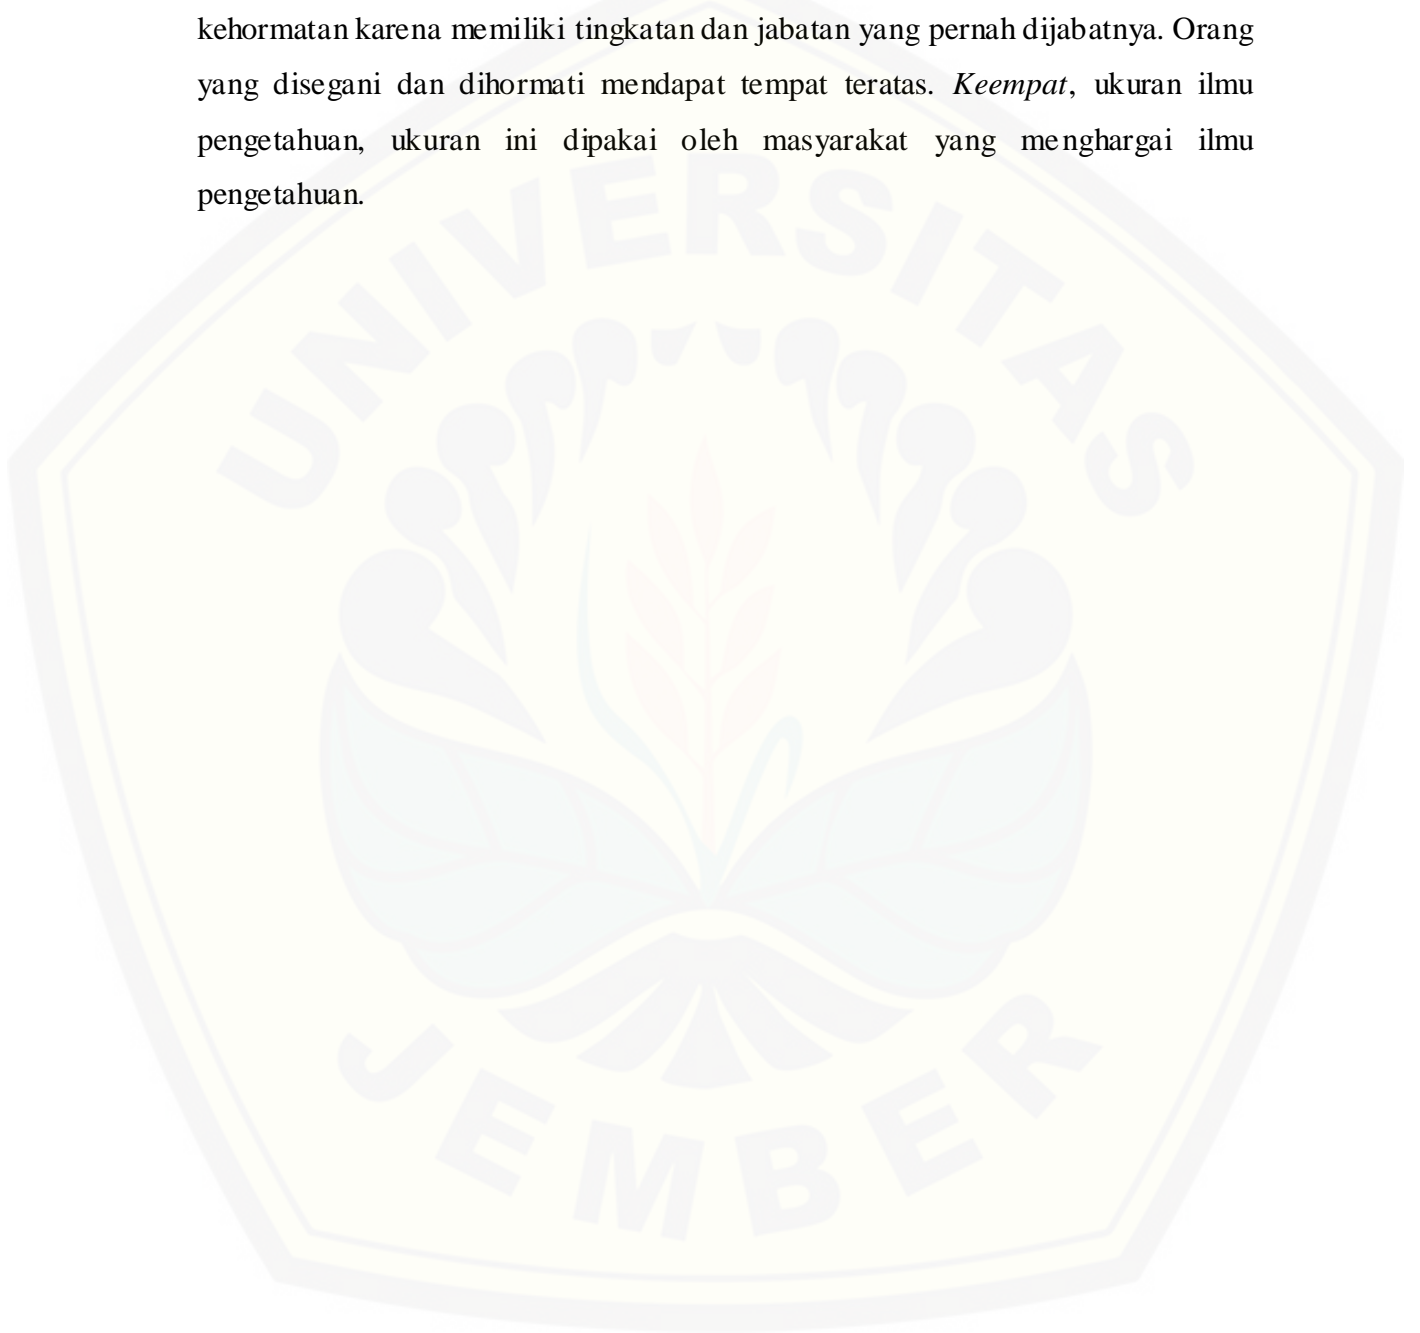 kehormatan karena memiliki tingkatan dan jabatan yang pernah dijabatnya. Orang
yang disegani dan dihormati mendapat tempat teratas. Keempat, ukuran ilmu
pengetahuan, ukuran ini dipakai oleh masyarakat yang menghargai ilmu
pengetahuan.
UNIVERSITAS
JEMBER